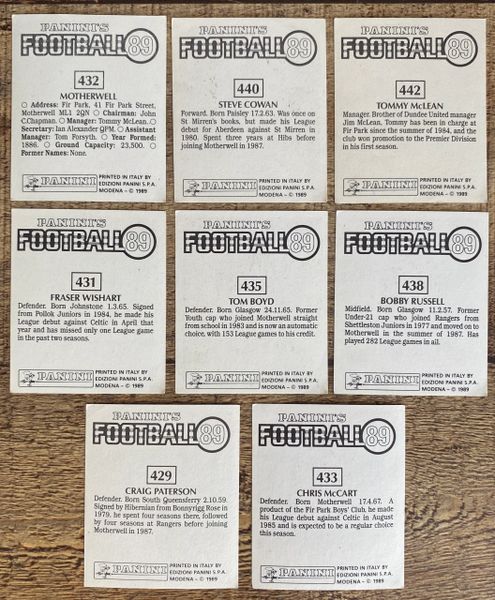 PANINI'S
FOOTBALL 89
432
MOTHERWELL
○ Address: Fir Park, 41 Fir Park Street,
Motherwell ML1 2QN ○ Chairman: John
○ Chapman. ○ Manager: Tommy McLean. ○
Secretary: Ian Alexander QPM. ○ Assistant
Manager: Tom Forsyth. ○ Year Formed:
1886. ○ Ground Capacity: 23.500. ○
Former Names: None.
PANINI
PRINTED IN ITALY BY
EDIZIONI PANINI S.P.A.
MODENA - © 1989
PANINI'S
FOOTBALL 89
440
STEVE COWAN
Forward. Born Paisley 17.2.63. Was once on
St Mirren's books, but made his League
debut for Aberdeen against St Mirren in
1980. Spent three years at Hibs before
joining Motherwell in 1987.
PANINI
PRINTED IN ITALY BY
EDIZIONI PANINI S.P.A.
MODENA - © 1989
PANINI'S
FOOTBALL 89
442
TOMMY McLEAN
Manager. Brother of Dundee United manager
Jim McLean, Tommy has been in charge at
Fir Park since the summer of 1984, and the
club won promotion to the Premier Division
in his first season.
PANINI
PRINTED IN ITALY BY
EDIZIONI PANINI S.P.A.
MODENA - © 1989
PANINI'S
FOOTBALL 89
431
FRASER WISHART
Defender. Born Johnstone 1.3.65. Signed
from Pollok Juniors in 1984, he made his
League debut against Celtic in April that
year and has missed only one League game
in the past two seasons.
PANINI
PRINTED IN ITALY BY
EDIZIONI PANINI S.P.A.
MODENA - © 1989
PANINI'S
FOOTBALL 89
435
TOM BOYD
Defender. Born Glasgow 24.11.65. Former
Youth cap who joined Motherwell straight
from school in 1983 and is now an automatic
choice, with 153 League games to his credit.
PANINI
PRINTED IN ITALY BY
EDIZIONI PANINI S.P.A.
MODENA - © 1989
PANINI'S
FOOTBALL 89
438
BOBBY RUSSELL
Midfield. Born Glasgow 11.2.57. Former
Under-21 cap who joined Rangers from
Shettleston Juniors in 1977 and moved on to
Motherwell in the summer of 1987. Has
played 282 League games in all.
PANINI
PRINTED IN ITALY BY
EDIZIONI PANINI S.P.A.
MODENA - © 1989
PANINI'S
FOOTBALL 89
429
CRAIG PATERSON
Defender. Born South Queensferry 2.10.59.
Signed by Hibernian from Bonnyrigg Rose in
1979, he spent four seasons there, followed
by four seasons at Rangers before joining
Motherwell in 1987.
PANINI
PRINTED IN ITALY BY
EDIZIONI PANINI S.P.A.
MODENA - © 1989
PANINI'S
FOOTBALL 89
433
CHRIS McCART
Defender. Born Motherwell 17.4.67. A
product of the Fir Park Boys' Club, he made
his League debut against Celtic in August
1985 and is expected to be a regular choice
this season.
PANINI
PRINTED IN ITALY BY
EDIZIONI PANINI S.P.A.
MODENA - © 1989